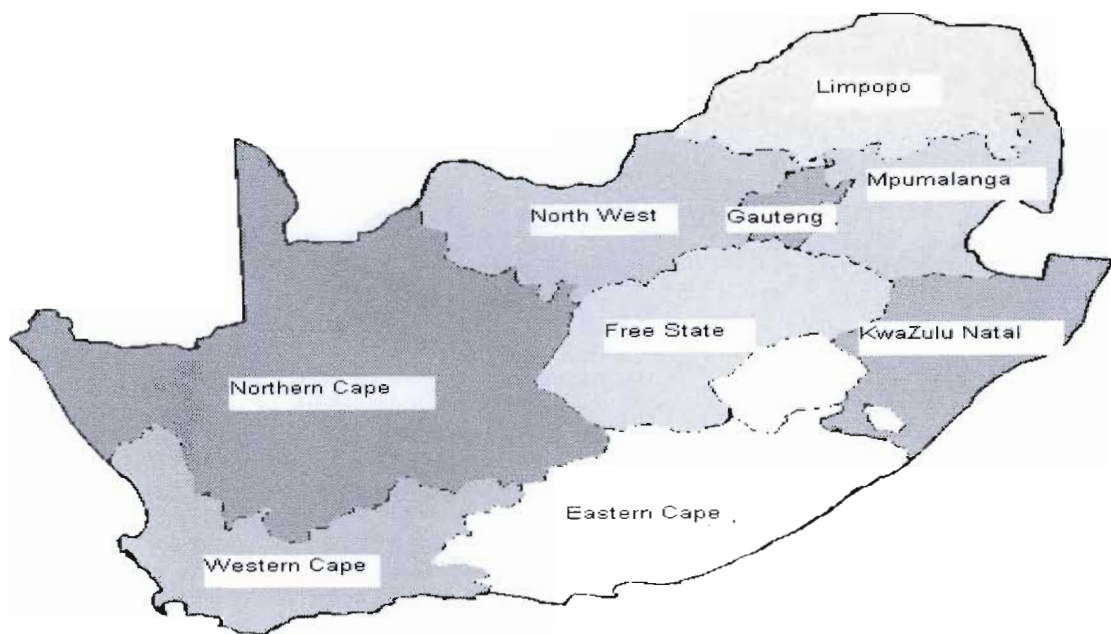 Limpopo
Mpumalanga
North West
Gauteng
Free State
KwaZulu Natal
Northern Cape
Eastern Cape
Western Cape